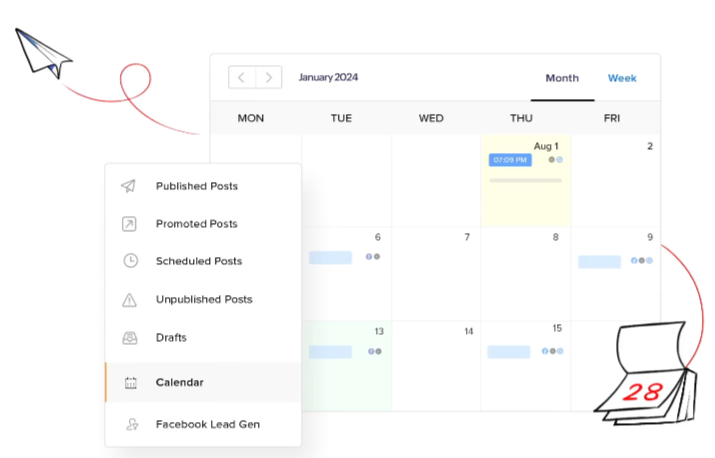 January 2024
Month
Week
MON
TUE
WED
THU
FRI
Aug 1
2
07:09 PM
6
7
8
9
13
14
15
Published Posts
Promoted Posts
Scheduled Posts
Unpublished Posts
Drafts
Calendar
Facebook Lead Gen
28